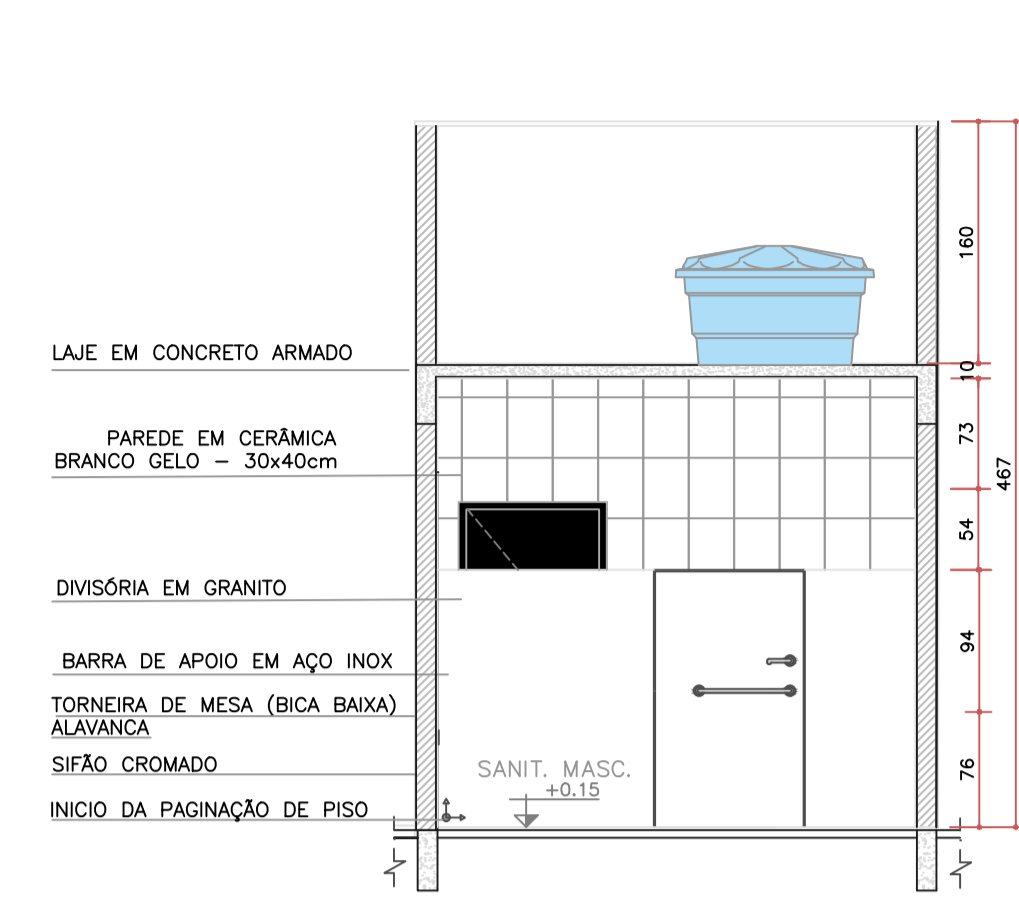 160
LAJE EM CONCRETO ARMADO
10
PAREDE EM CERÂMICA
BRANCO GELO – 30x40cm
73
467
54
DIVISÓRIA EM GRANITO
94
BARRA DE APOIO EM AÇO INOX
TORNEIRA DE MESA (BICA BAIXA)
ALAVANCA
SIFÃO CROMADO
SANIT. MASC.
+0.15
76
INICIO DA PAGINAÇÃO DE PISO